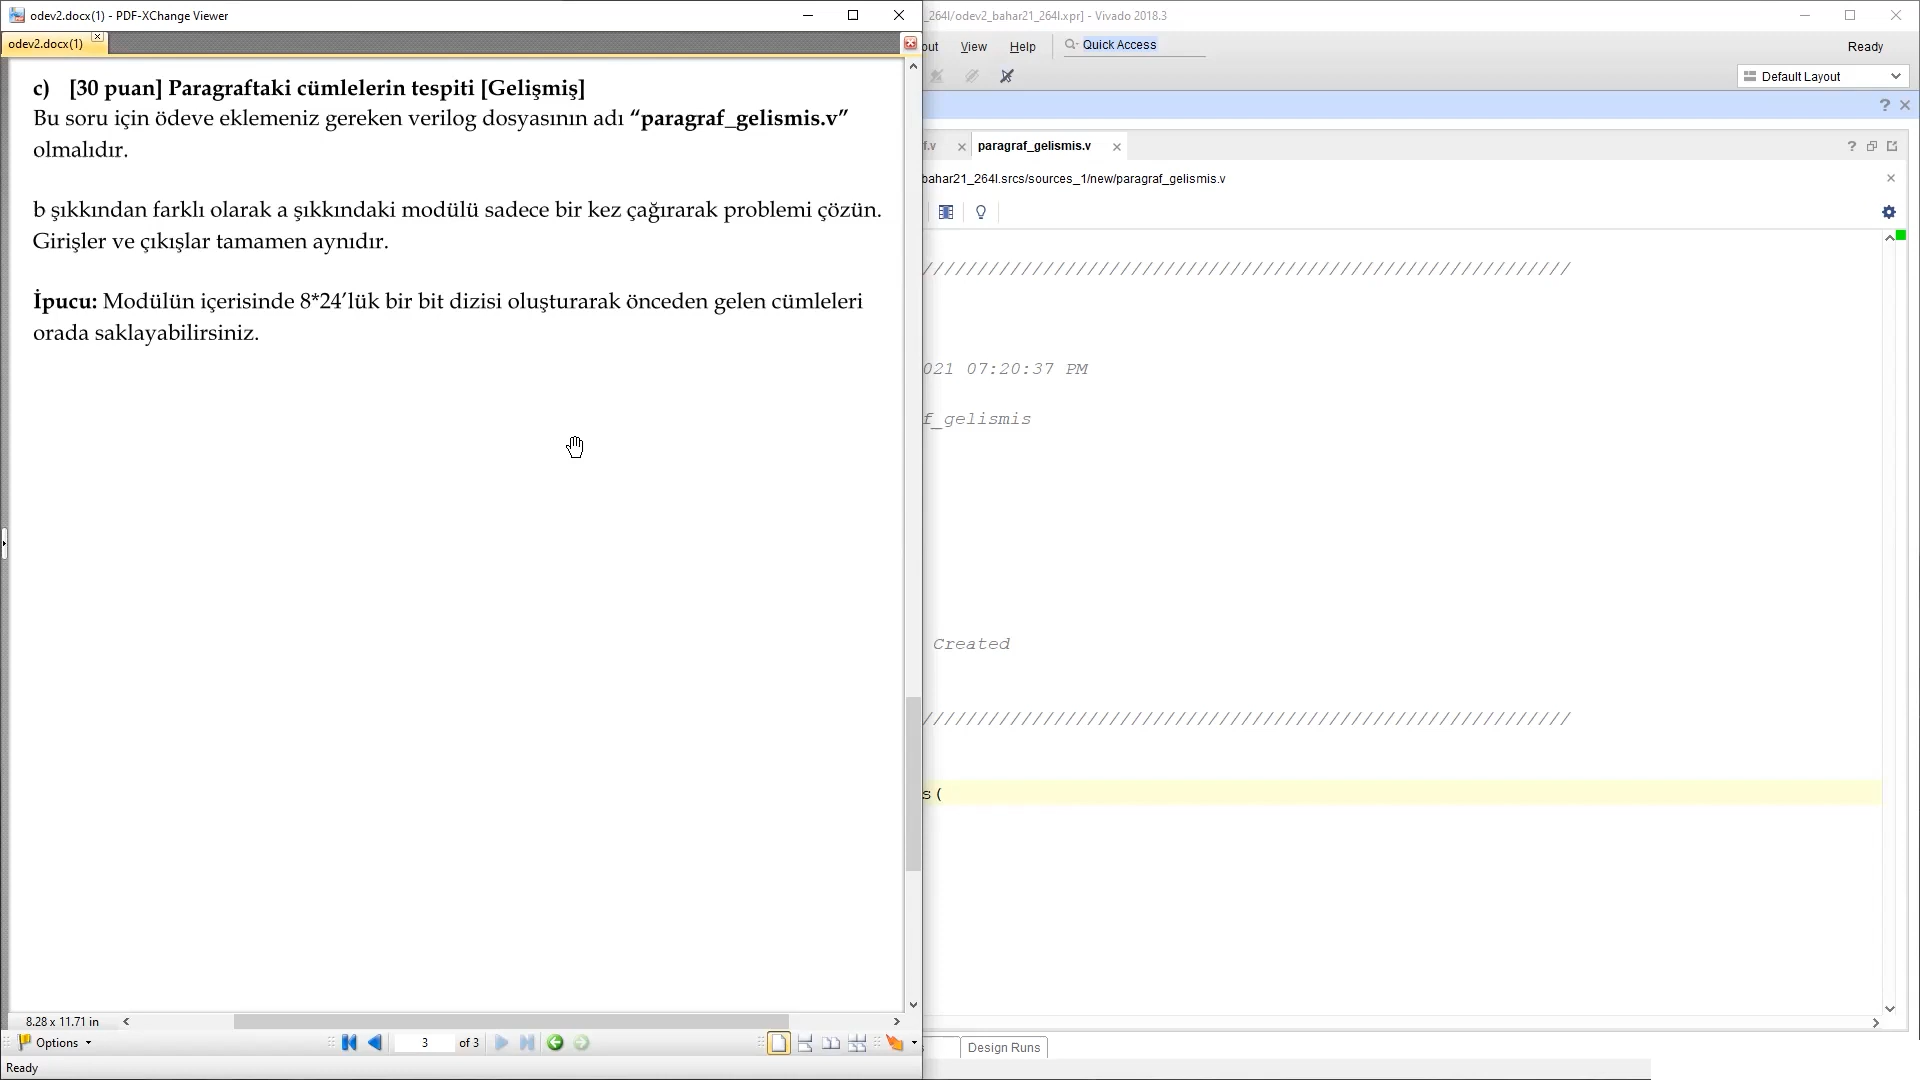 odev2.docx(1) - PDF-XChange Viewer
_264l/odev2_bahar21_264l.xpr] - Vivado 2018.3
odev2.docx(1)
out View Help Quick Access Ready
Default Layout
c) [30 puan] Paragraftaki cümlelerin tespiti [Gelişmiş]
Bu soru için ödeve eklemeniz gereken verilog dosyasının adı “paragraf_gelismis.v”
olmalıdır.
b şıkkından farklı olarak a şıkkındaki modülü sadece bir kez çağırarak problemi çözün.
Girişler ve çıkışlar tamamen aynıdır.
İpucu: Modülün içerisinde 8*24’lük bir bit dizisi oluşturarak önceden gelen cümleleri
orada saklayabilirsiniz.
f.v paragraf_gelismis.v
bahar21_264l.srcs/sources_1/new/paragraf_gelismis.v
///////////////////////////////////////////////////////////
021 07:20:37 PM
f_gelismis
Created
///////////////////////////////////////////////////////////
s(
8.28 x 11.71 in
Options 3 of 3
Design Runs
Ready